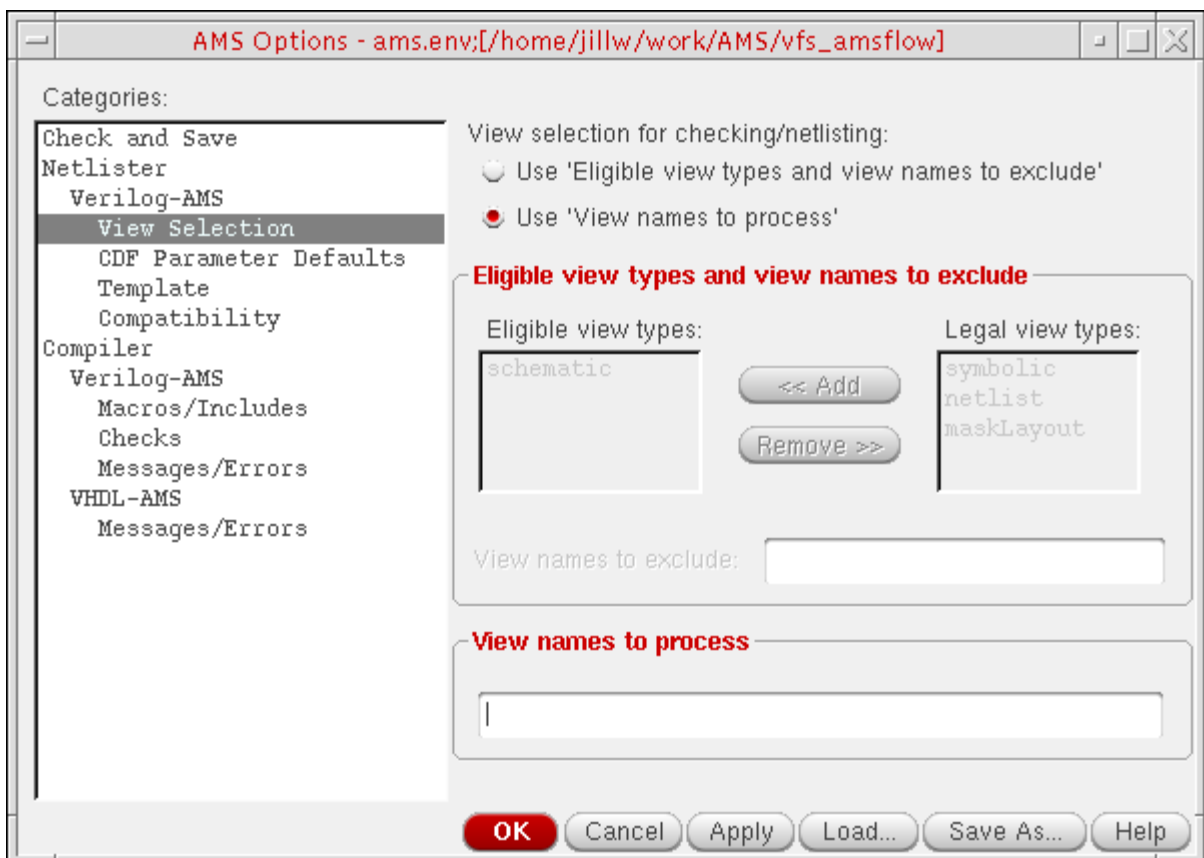 AMS Options - ams.env;[/home/jillw/work/AMS/vfs_amsflow]
Categories:
Check and Save
Netlister
Verilog-AMS
View Selection
CDF Parameter Defaults
Template
Compatibility
Compiler
Verilog-AMS
Macros/Includes
Checks
Messages/Errors
VHDL-AMS
Messages/Errors
View selection for checking/netlisting:
Use 'Eligible view types and view names to exclude'
Use 'View names to process'
Eligible view types and view names to exclude
Eligible view types:
schematic
<< Add
Remove >>
Legal view types:
symbolic
netlist
maskLayout
View names to exclude:
View names to process
OK Cancel Apply Load... Save As... Help